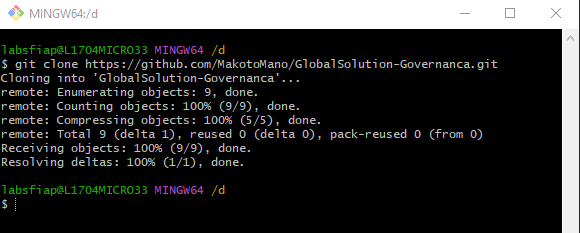 MINGW64:/d
labsfiap@L1704MICRO33 MINGW64 /d
$ git clone https://github.com/MakotoMano/GlobalSolution-Governanca.git
Cloning into 'GlobalSolution-Governanca'...
remote: Enumerating objects: 9, done.
remote: Counting objects: 100% (9/9), done.
remote: Compressing objects: 100% (5/5), done.
remote: Total 9 (delta 1), reused 0 (delta 0), pack-reused 0 (from 0)
Receiving objects: 100% (9/9), done.
Resolving deltas: 100% (1/1), done.
labsfiap@L1704MICRO33 MINGW64 /d
$